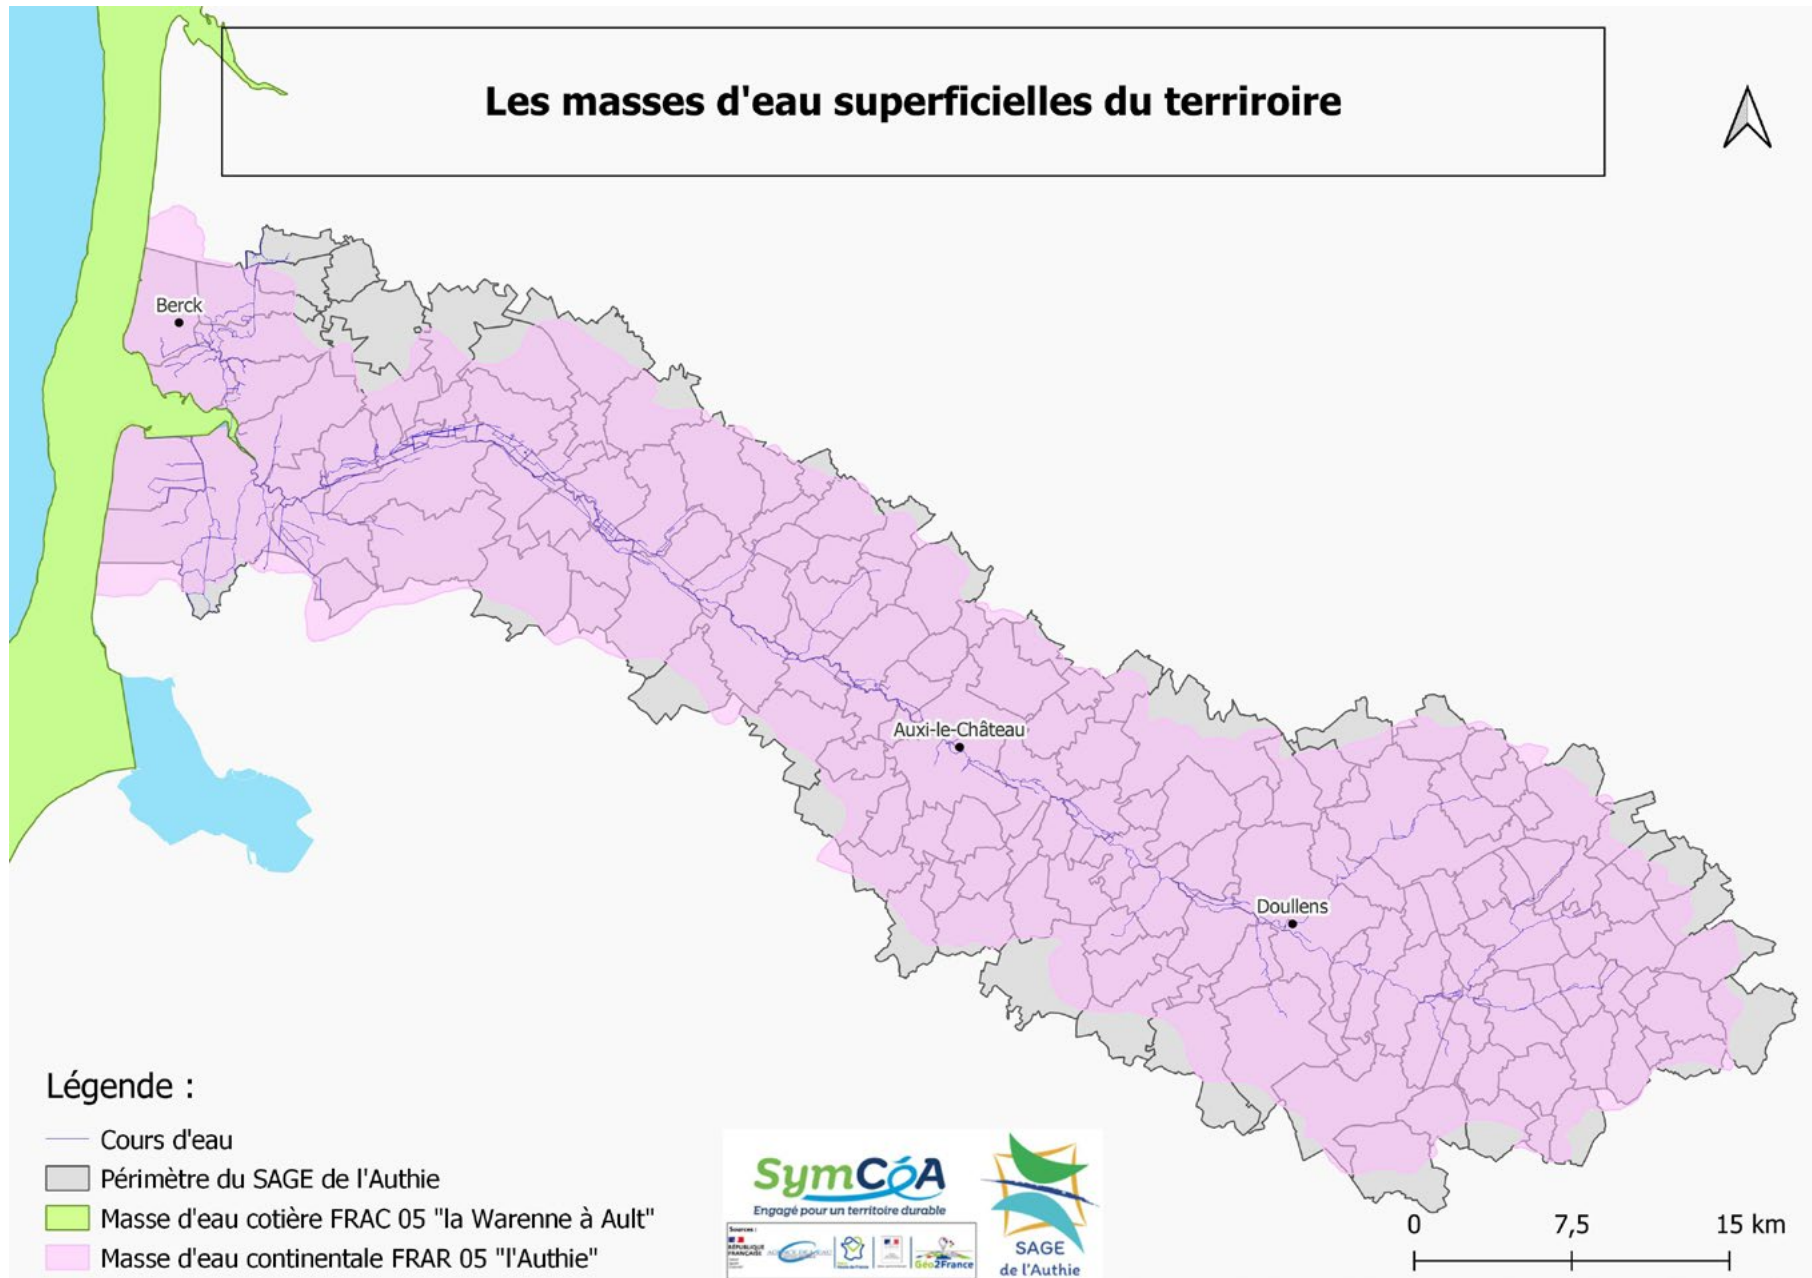 Les masses d'eau superficielles du terriroire
Berck
Auxi-le-Château
Doullens
Légende :
Cours d'eau
Périmètre du SAGE de l'Authie
Masse d'eau cotière FRAC 05 "la Warenne à Ault"
Masse d'eau continentale FRAR 05 "l'Authie"
SymCéA
Engagé pour un territoire durable
Sources :
RÉPUBLIQUE
FRANÇAISE
Géo2France
SAGE
de l'Authie
0 7,5 15 km